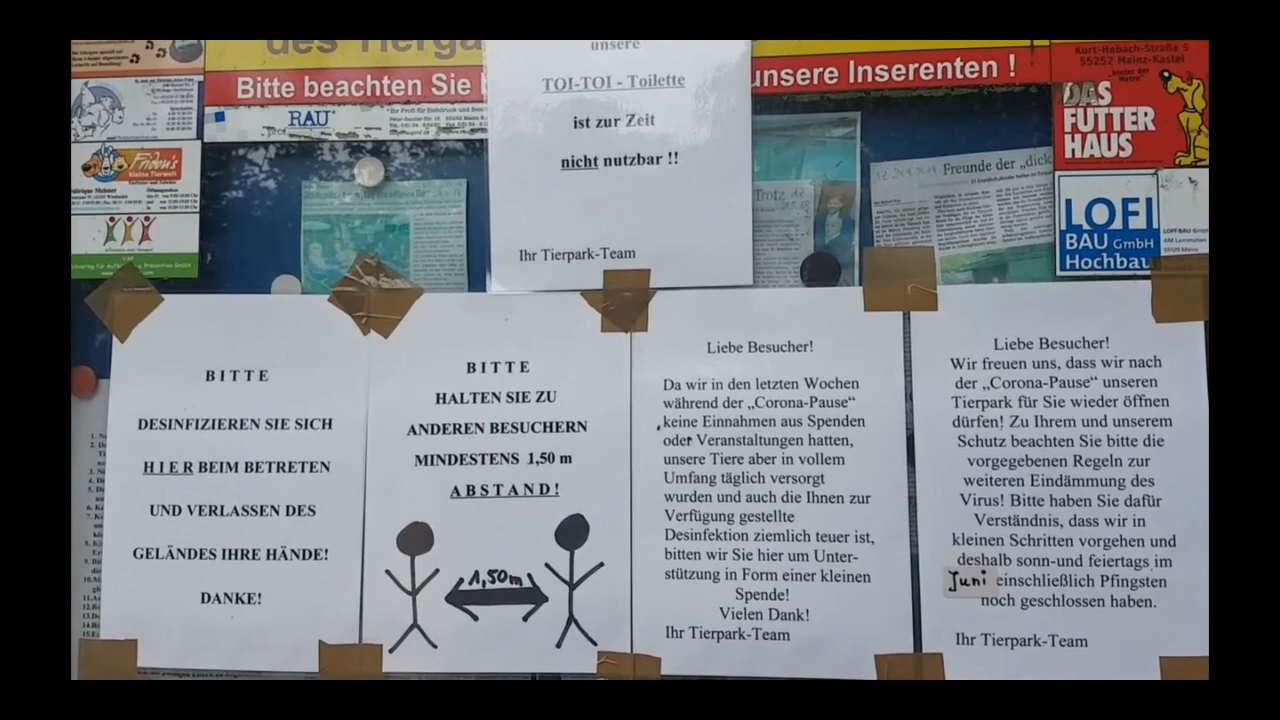 des Tierga
Bitte beachten Sie b
unsere Inserenten !
RAU
Friden's
kleine Tierwelt
unsere
TOI-TOI - Toilette
ist zur Zeit
nicht nutzbar !!
Ihr Tierpark-Team
Trotz
Freunde der „dick
Kurt-Hebach-Straße 5
55252 Mainz-Kastel
DAS
FUTTER
HAUS
LOFI
BAU GmbH
Hochbau
BITTE
DESINFIZIEREN SIE SICH
HIER BEIM BETRETEN
UND VERLASSEN DES
GELÄNDES IHRE HÄNDE!
DANKE!
BITTE
HALTEN SIE ZU
ANDEREN BESUCHERN
MINDESTENS 1,50 m
ABSTAND!
1,50m
Liebe Besucher!
Da wir in den letzten Wochen
während der „Corona-Pause“
keine Einnahmen aus Spenden
oder Veranstaltungen hatten,
unsere Tiere aber in vollem
Umfang täglich versorgt
wurden und auch die Ihnen zur
Verfügung gestellte
Desinfektion ziemlich teuer ist,
bitten wir Sie hier um Unter-
stützung in Form einer kleinen
Spende!
Vielen Dank!
Ihr Tierpark-Team
Liebe Besucher!
Wir freuen uns, dass wir nach
der „Corona-Pause“ unseren
Tierpark für Sie wieder öffnen
dürfen! Zu Ihrem und unserem
Schutz beachten Sie bitte die
vorgegebenen Regeln zur
weiteren Eindämmung des
Virus! Bitte haben Sie dafür
Verständnis, dass wir in
kleinen Schritten vorgehen und
deshalb sonn-und feiertags im
Juni einschließlich Pfingsten
noch geschlossen haben.
Ihr Tierpark-Team